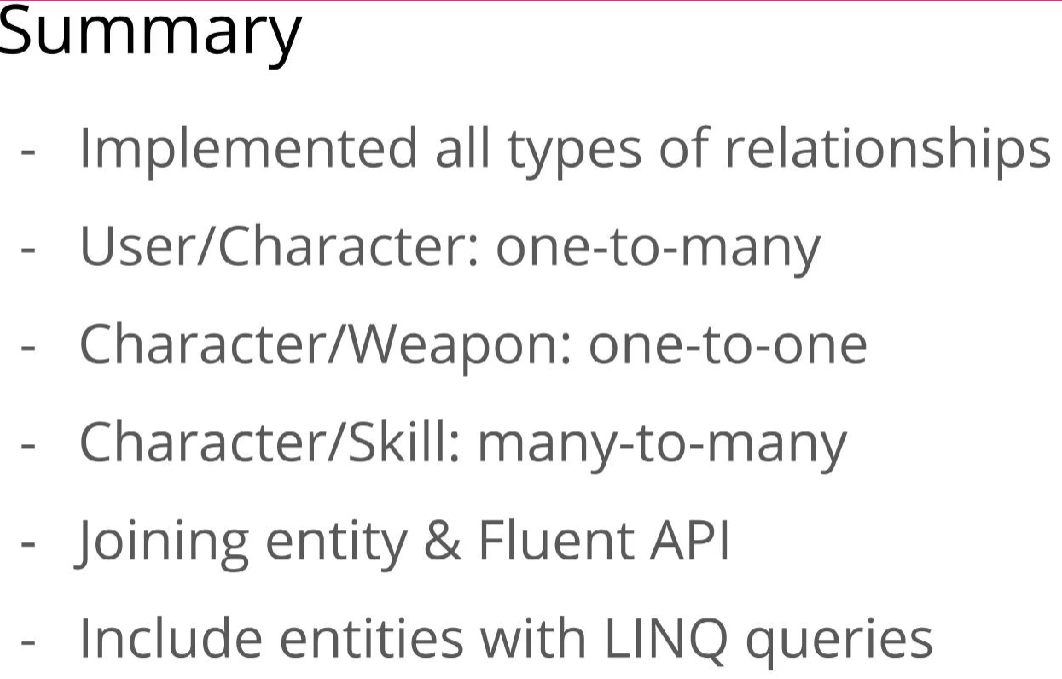 Summary
- Implemented all types of relationships
- User/Character: one-to-many
- Character/Weapon: one-to-one
- Character/Skill: many-to-many
- Joining entity & Fluent API
- Include entities with LINQ queries